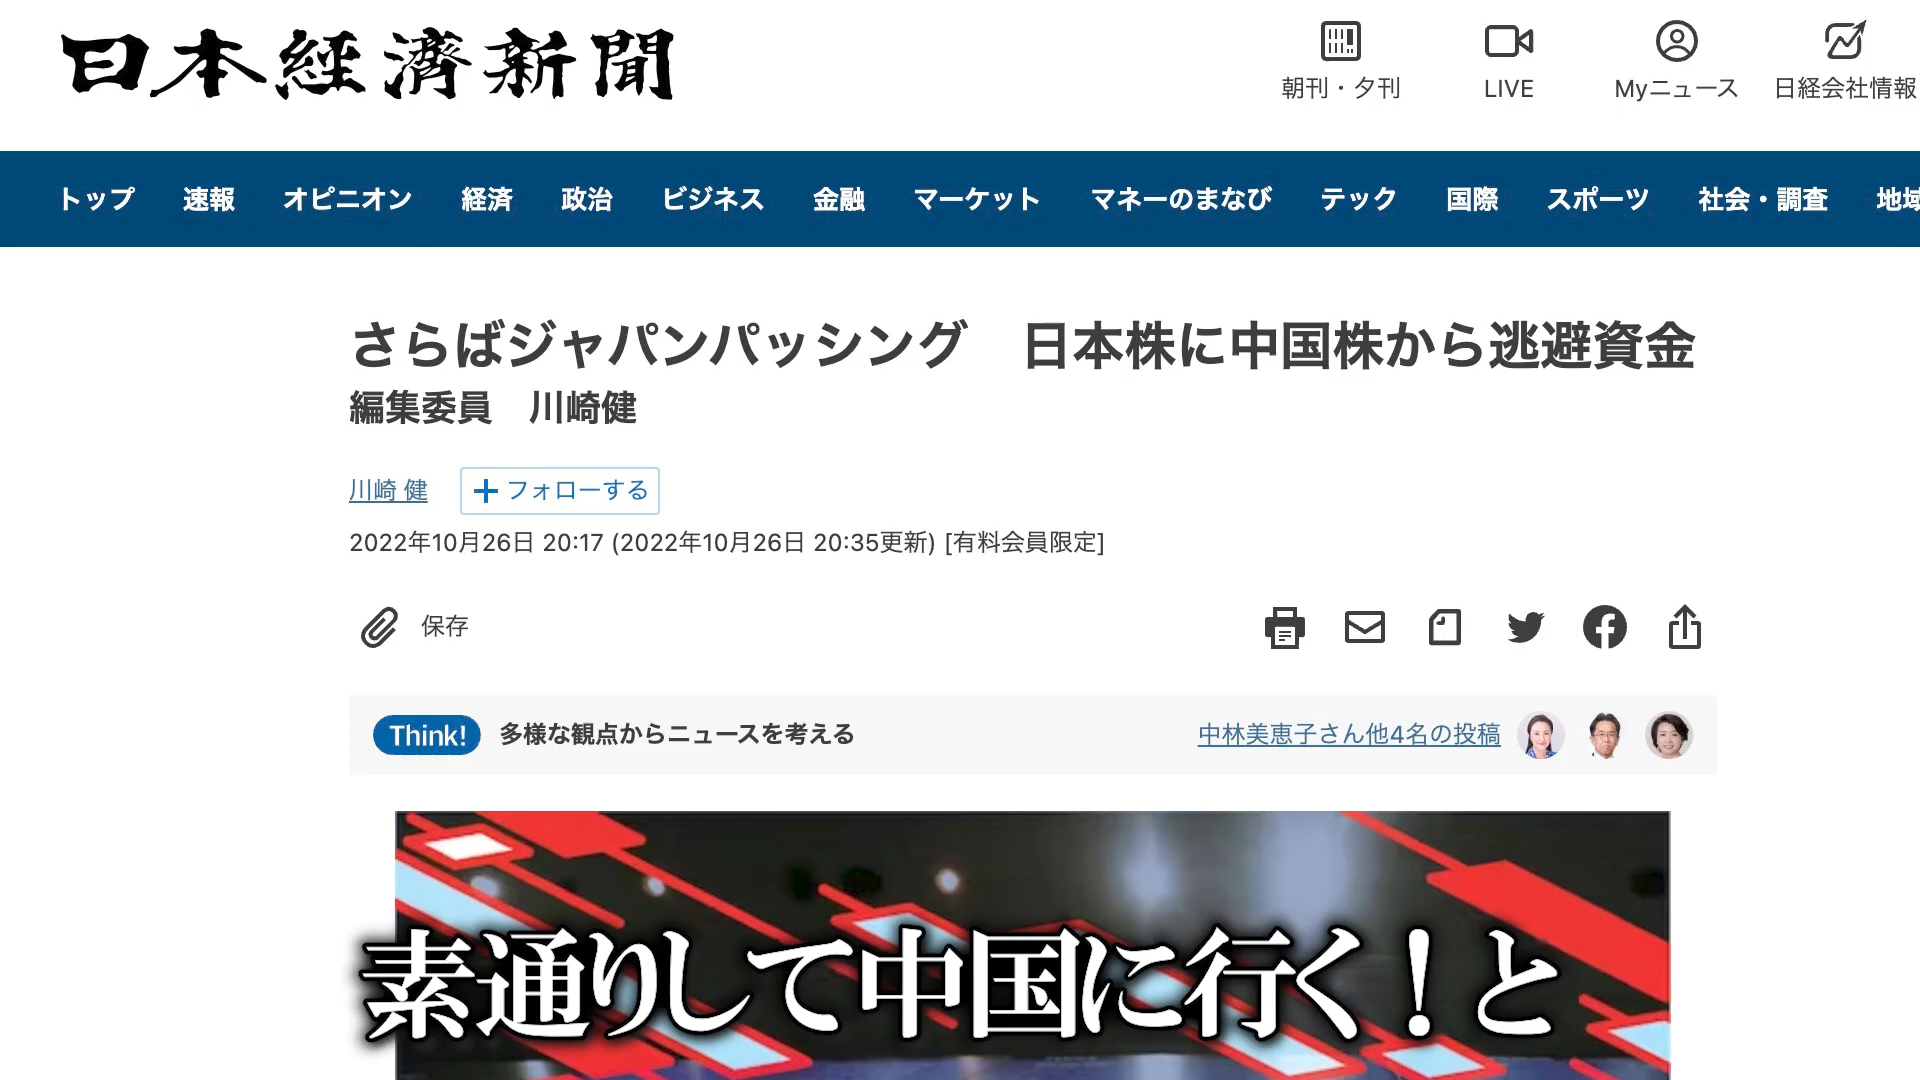 日本経済新聞
朝刊・夕刊
LIVE
Myニュース
日経会社情報
トップ 速報 オピニオン 経済 政治 ビジネス 金融 マーケット マネーのまなび テック 国際 スポーツ 社会・調査 地域
さらばジャパンパッシング　日本株に中国株から逃避資金
編集委員　川崎健
川崎 健
フォローする
2022年10月26日 20:17 (2022年10月26日 20:35更新) [有料会員限定]
保存
Think! 多様な観点からニュースを考える
中林美恵子さん他4名の投稿
素通りして中国に行く！と